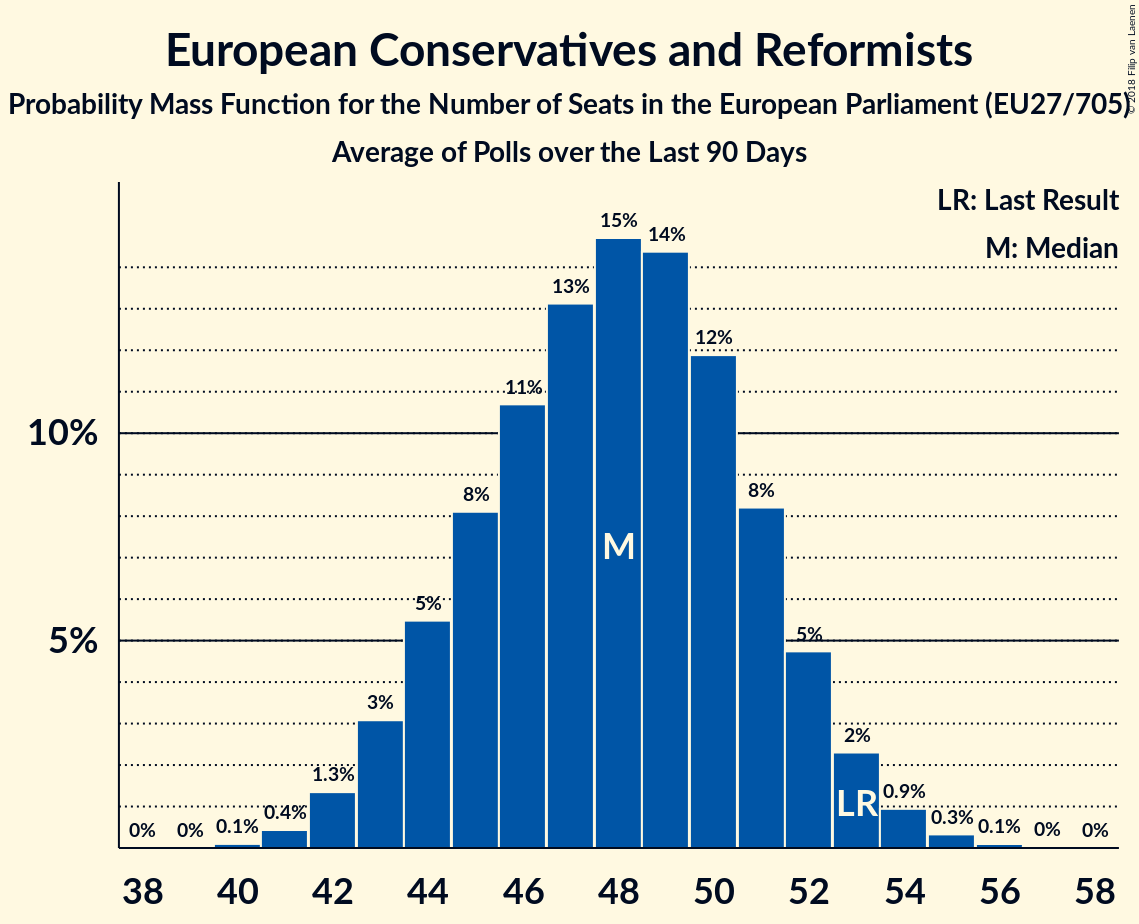 European Conservatives and Reformists
Probability Mass Function for the Number of Seats in the European Parliament (EU27/705)
Average of Polls over the Last 90 Days
© 2018 Filip van Laenen
LR: Last Result
M: Median
15%
14%
13%
12%
11%
10%
8%
8%
M
5%
5%
5%
3%
2%
1.3%
LR
0.9%
0.4%
0.3%
0%
0%
0.1%
0.1%
0%
0%
38 40 42 44 46 48 50 52 54 56 58